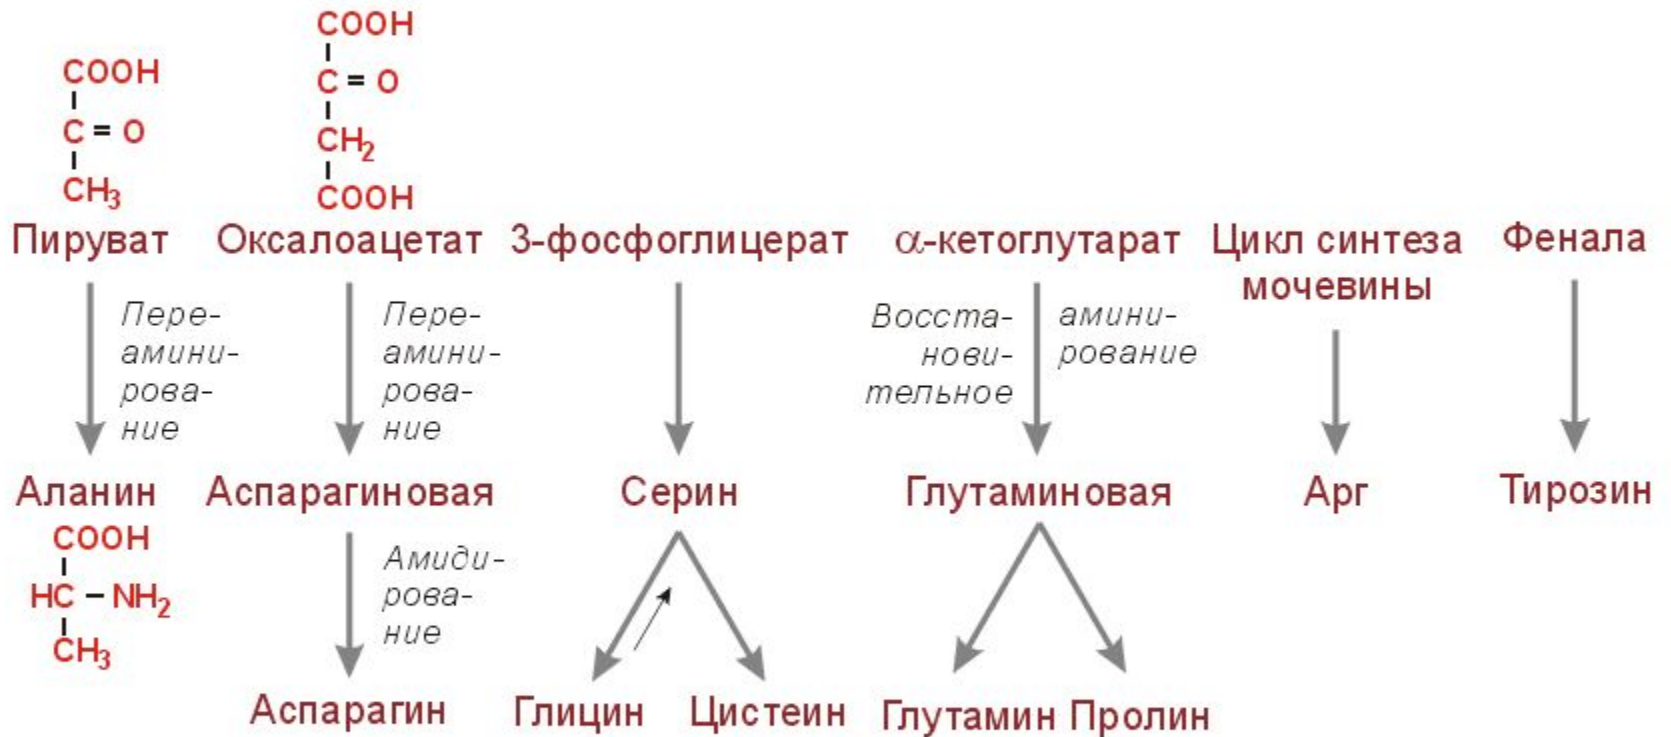 COOH
C = O
CH3
Пируват
COOH
C = O
CH2
COOH
Оксалоацетат
3-фосфоглицерат
α-кетоглутарат
Цикл синтеза
мочевины
Фенала
Пере-
амини-
рова-
ние
Пере-
амини-
рова-
ние
Восста-
нови-
тельное
амини-
рование
Аланин
Аспарагиновая
Серин
Глутаминовая
Арг
Тирозин
COOH
HC – NH2
CH3
Амиди-
рова-
ние
Аспарагин
Глицин
Цистеин
Глутамин
Пролин